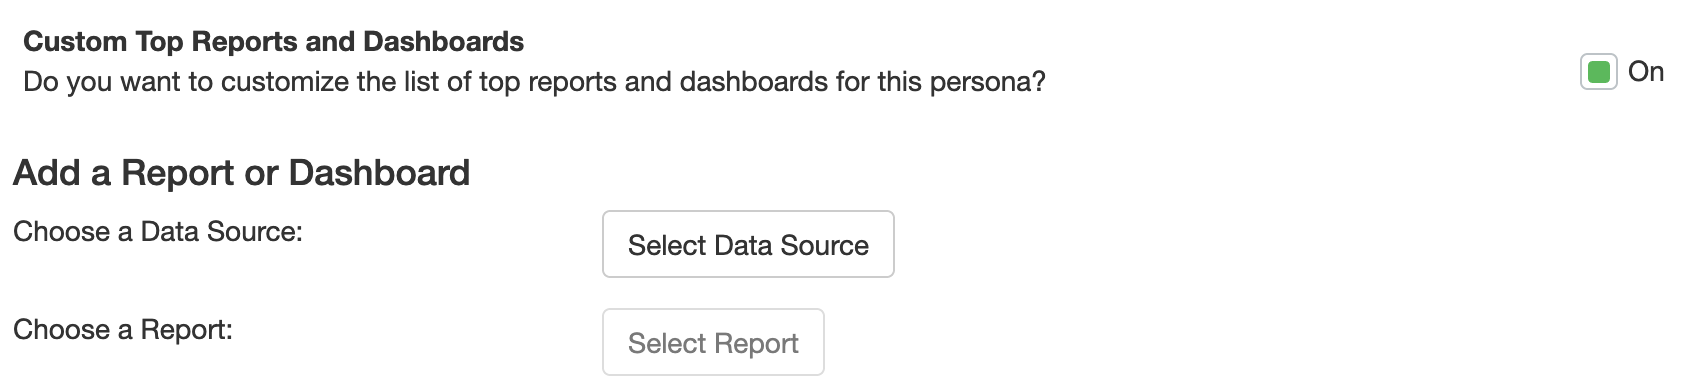 Custom Top Reports and Dashboards
Do you want to customize the list of top reports and dashboards for this persona?
On
Add a Report or Dashboard
Choose a Data Source:
Select Data Source
Choose a Report:
Select Report